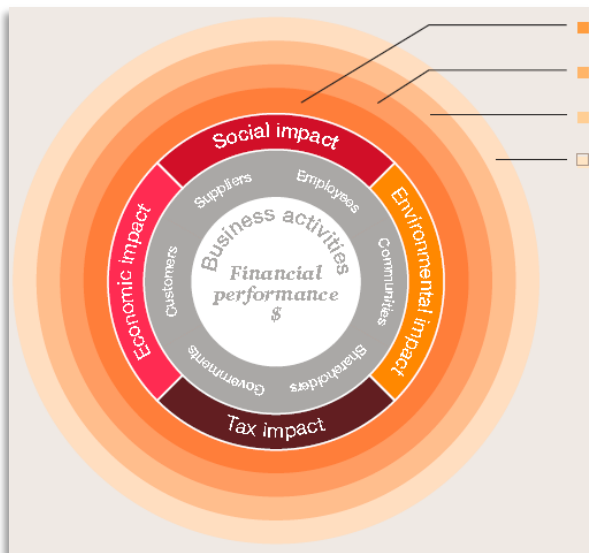 Social impact
Suppliers
Employees
Economic impact
Environmental impact
Customers
Communities
Business activities
Financial
performance
$
Governments
Shareholders
Tax impact